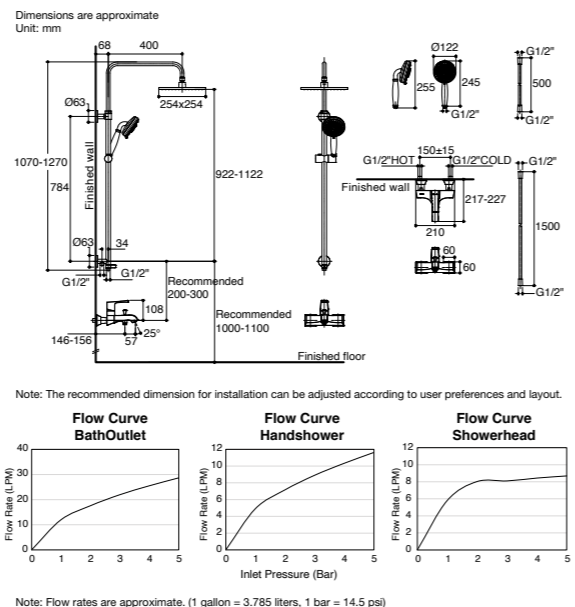 Dimensions are approximate
Unit: mm
68
400
254x254
Ø63
1070-1270
784
Finished wall
922-1122
Ø63
34
G1/2"
G1/2"
Recommended
200-300
108
Recommended
1000-1100
25°
146-156
57
Finished floor
Ø122
255
245
G1/2"
G1/2"
500
G1/2"
150±15
G1/2"HOT
G1/2"COLD
Finished wall
217-227
210
60
60
G1/2"
1500
G1/2"
Note: The recommended dimension for installation can be adjusted according to user preferences and layout.
Flow Curve
BathOutlet
Flow Rate (LPM)
40
30
20
10
0
0 1 2 3 4 5
Flow Curve
Handshower
Flow Rate (LPM)
12
10
8
6
4
2
0
0 1 2 3 4 5
Inlet Pressure (Bar)
Flow Curve
Showerhead
Flow Rate (LPM)
12
10
8
6
4
2
0
0 1 2 3 4 5
Note: Flow rates are approximate. (1 gallon = 3.785 liters, 1 bar = 14.5 psi)